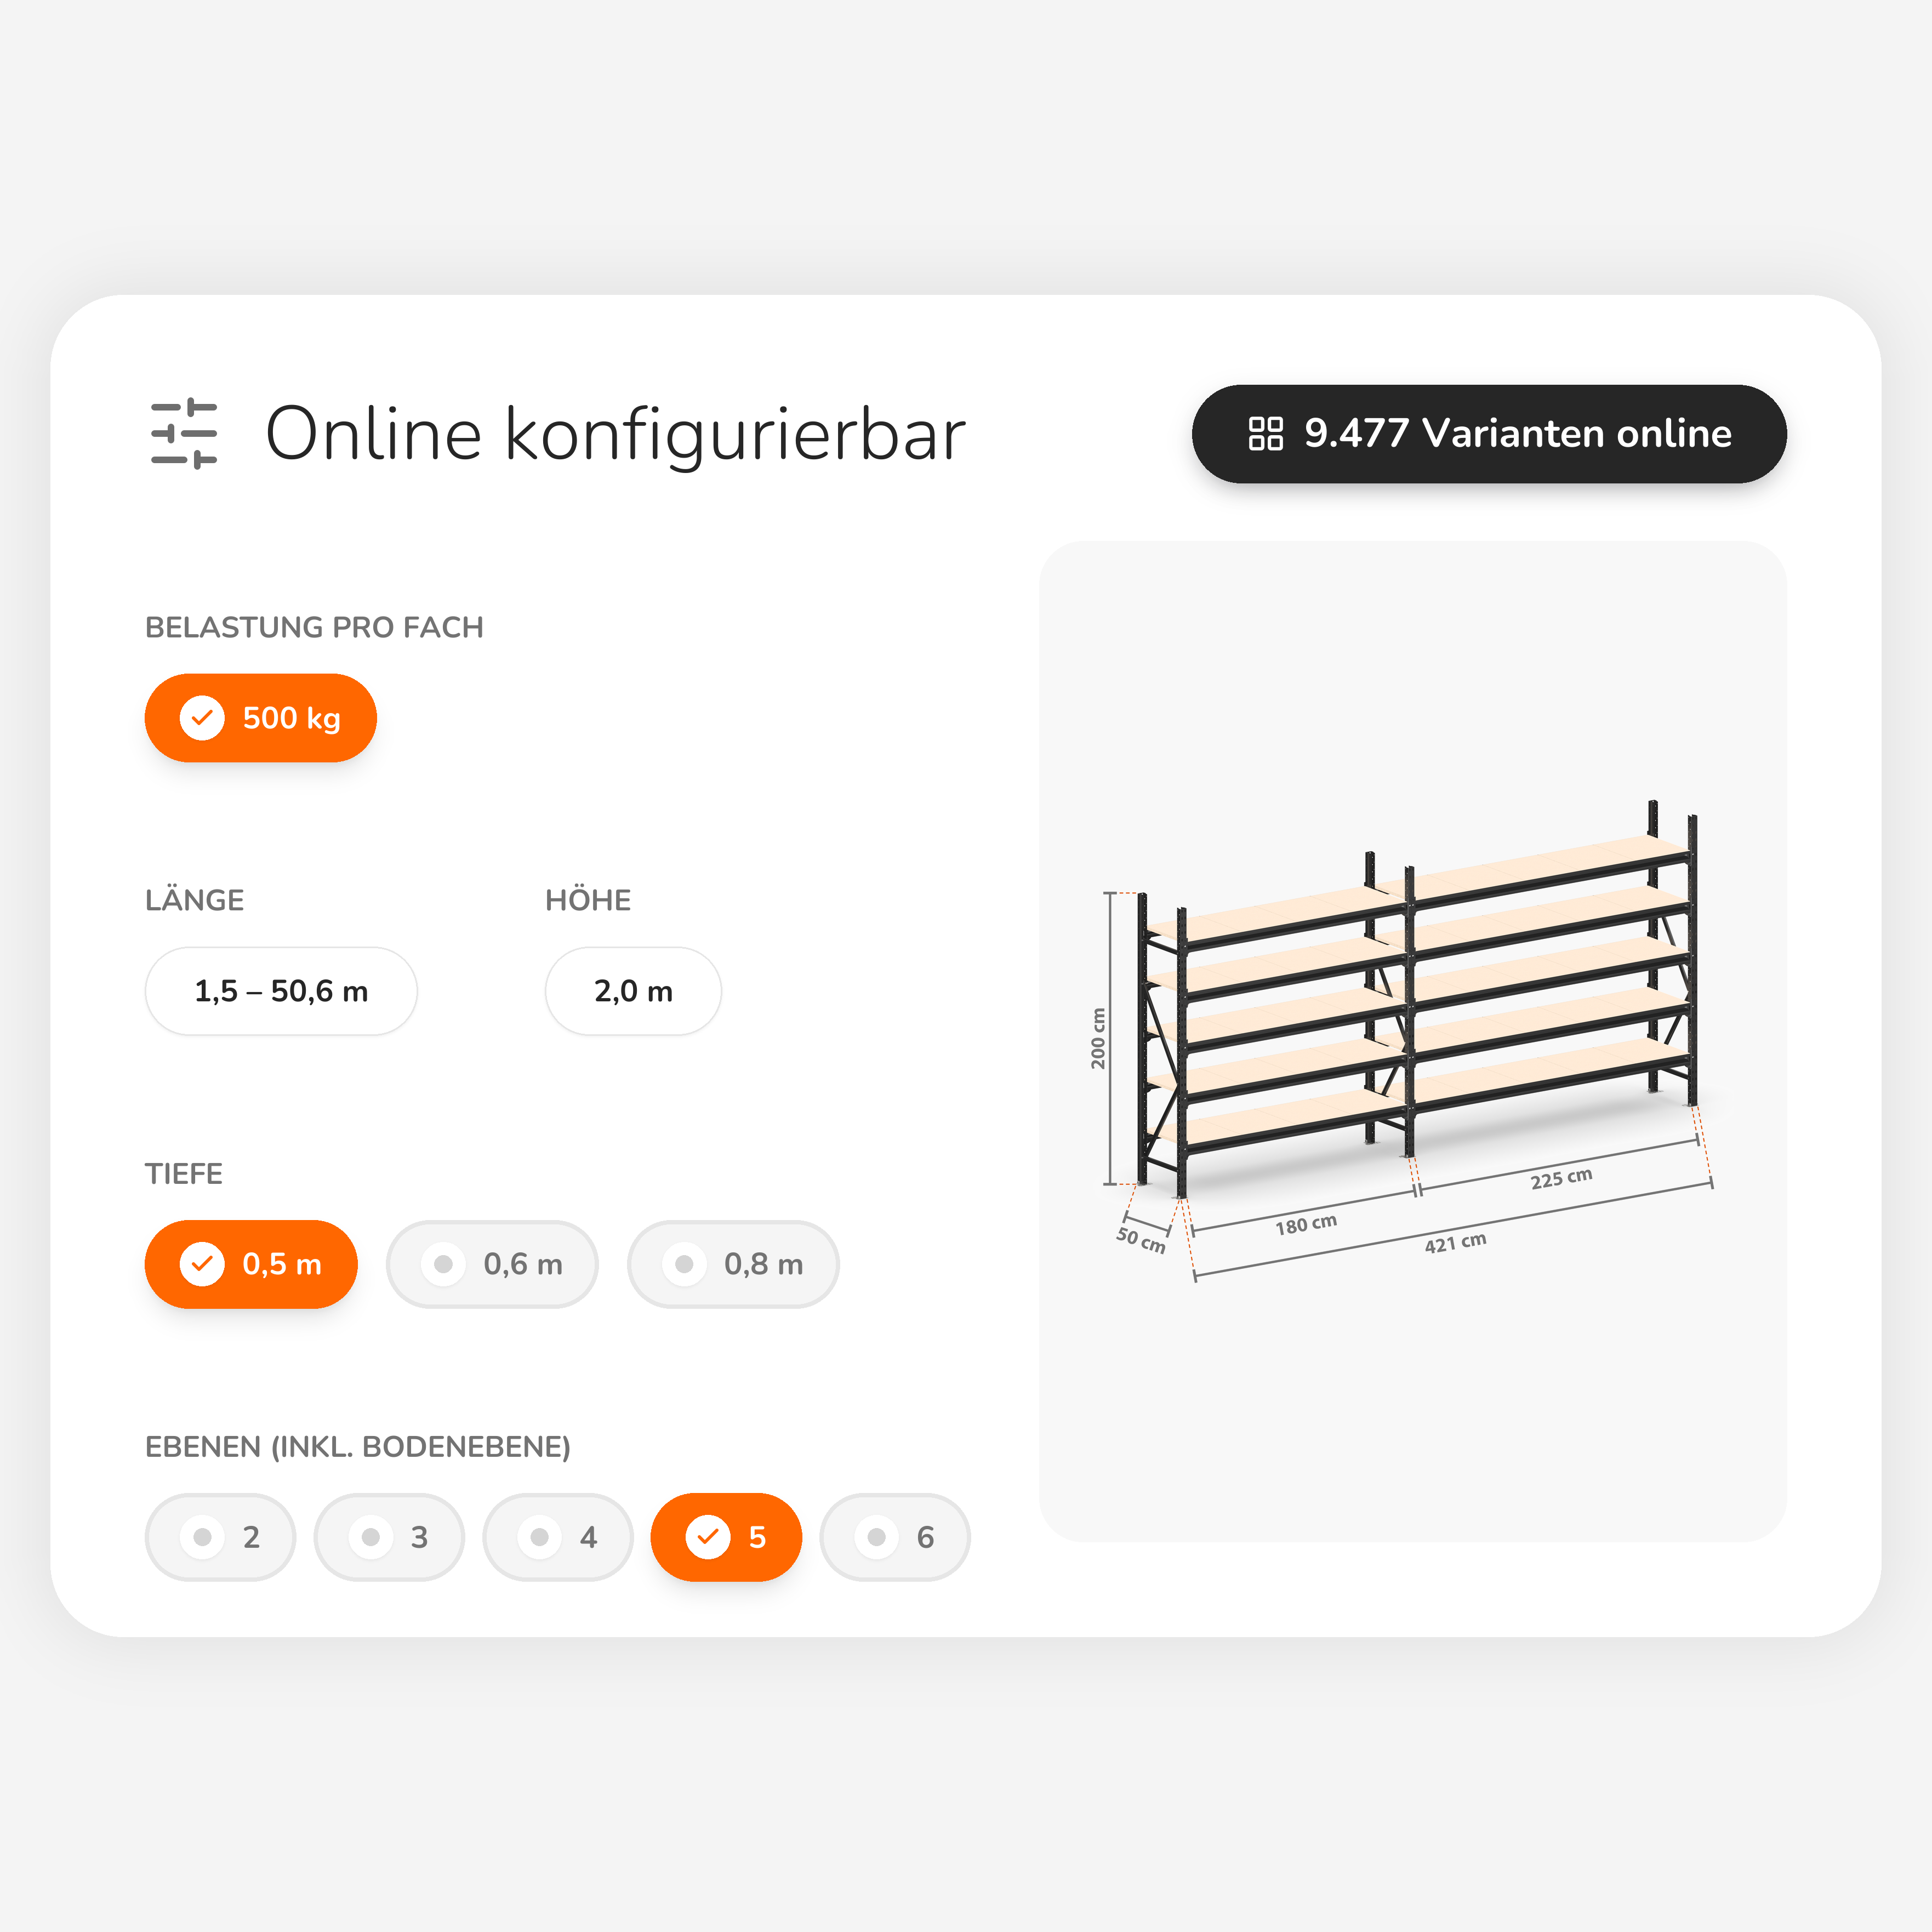 Online konfigurierbar
9.477 Varianten online
BELASTUNG PRO FACH
500 kg
LÄNGE
HÖHE
1,5 – 50,6 m
2,0 m
TIEFE
0,5 m
0,6 m
0,8 m
EBENEN (INKL. BODENEBENE)
2
3
4
5
6
200 cm
50 cm
180 cm
225 cm
421 cm